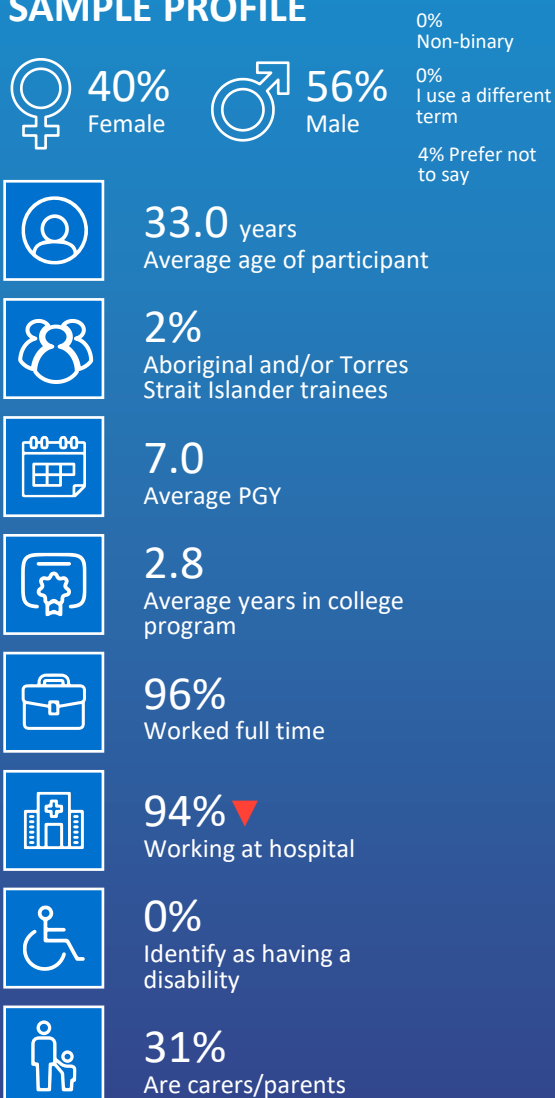 SAMPLE PROFILE
40%
Female
56%
Male
0%
Non-binary
0%
I use a different
term
4% Prefer not
to say
33.0 years
Average age of participant
2%
Aboriginal and/or Torres
Strait Islander trainees
7.0
Average PGY
2.8
Average years in college
program
96%
Worked full time
94%▼
Working at hospital
0%
Identify as having a
disability
31%
Are carers/parents